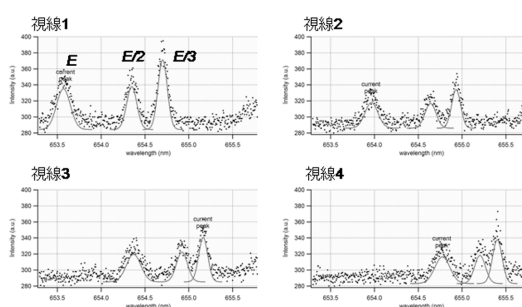 視線1
E
E/2
E/3
current
peak
400
380
360
340
320
300
280
Intensity (a.u.)
653.5
654.0
654.5
655.0
655.5
wavelength (nm)
視線2
current
peak
400
380
360
340
320
300
280
Intensity (a.u.)
653.5
654.0
654.5
655.0
655.5
wavelength (nm)
視線3
current
peak
400
380
360
340
320
300
280
Intensity (a.u.)
653.5
654.0
654.5
655.0
655.5
wavelength (nm)
視線4
current
peak
400
380
360
340
320
300
280
Intensity (a.u.)
653.5
654.0
654.5
655.0
655.5
wavelength (nm)